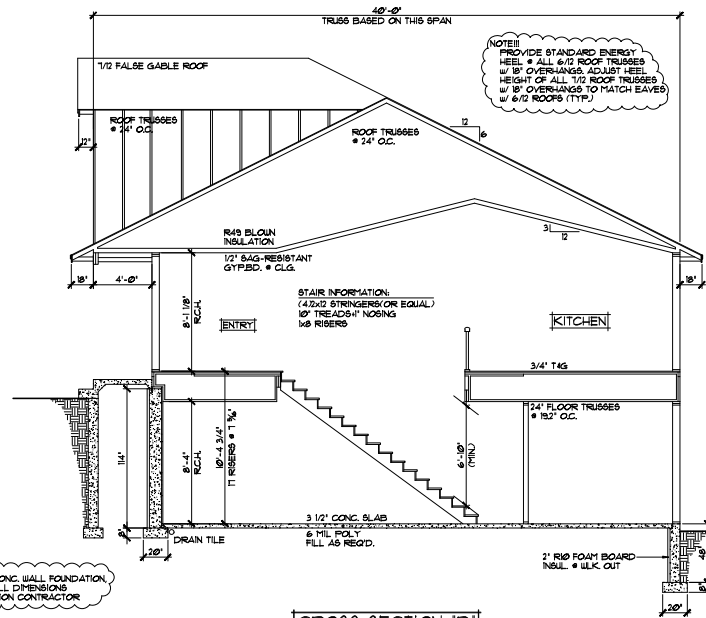 40'-0"
TRUSS BASED ON THIS SPAN
NOTE!!!
PROVIDE STANDARD ENERGY
HEEL @ ALL 6/12 ROOF TRUSSES
W/ 18" OVERHANGS. ADJUST HEEL
HEIGHT OF ALL 7/12 ROOF TRUSSES
W/ 18" OVERHANGS TO MATCH EAVES
W/ 6/12 ROOFS (TYP.)
7/12 FALSE GABLE ROOF
ROOF TRUSSES
@ 24" O.C.
12"
ROOF TRUSSES
@ 24" O.C.
12
6
R49 BLOWN
INSULATION
1/2" SAG-RESISTANT
GYP.BD. @ CLG.
3
12
18"
4'-0"
18"
STAIR INFORMATION:
(4)2x12 STRINGERS(OR EQUAL)
10" TREADS+1" NOSING
1x8 RISERS
8'-1 1/8"
R.C.H.
ENTRY
KITCHEN
3/4" T&G
24" FLOOR TRUSSES
@ 19.2" O.C.
114"
8'-4"
R.C.H.
10'-4 3/4"
17 RISERS @ 7 5/16"
6'-10"
(MIN.)
3 1/2" CONC. SLAB
6 MIL POLY
FILL AS REQ'D.
DRAIN TILE
8"
20"
2" R10 FOAM BOARD
INSUL. @ WLK. OUT
48"
8"
20"
ONC. WALL FOUNDATION,
LL DIMENSIONS
ION CONTRACTOR